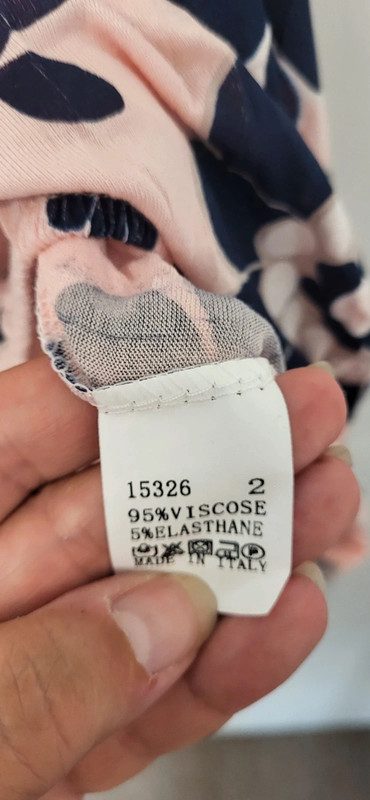 15326 2
95%VISCOSE
5%ELASTHANE
MADE IN ITALY